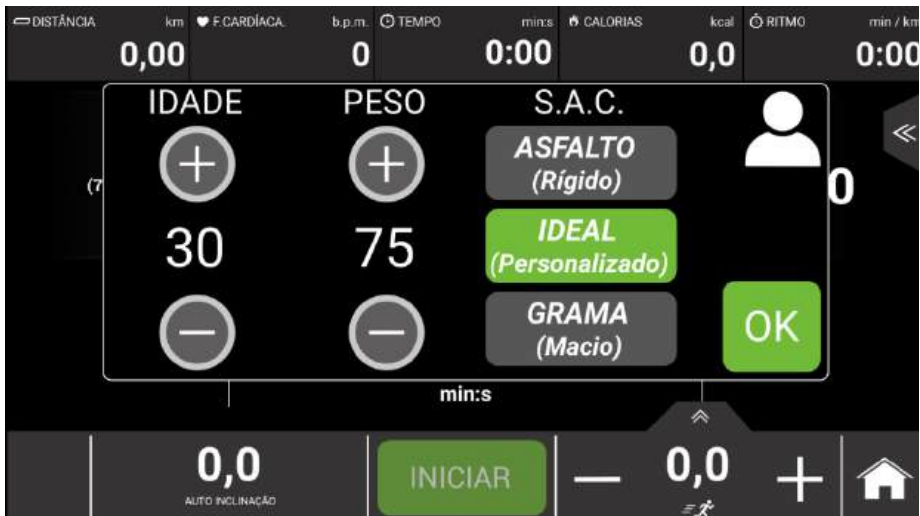 DISTÂNCIA km
F.CARDÍACA. b.p.m.
TEMPO min:s
CALORIAS kcal
RITMO min / km
0,00
0
0:00
0,0
0:00
IDADE
PESO
S.A.C.
ASFALTO
(Rígido)
(7
0
30
75
IDEAL
(Personalizado)
GRAMA
(Macio)
OK
min:s
0,0
AUTO INCLINAÇÃO
INICIAR
0,0